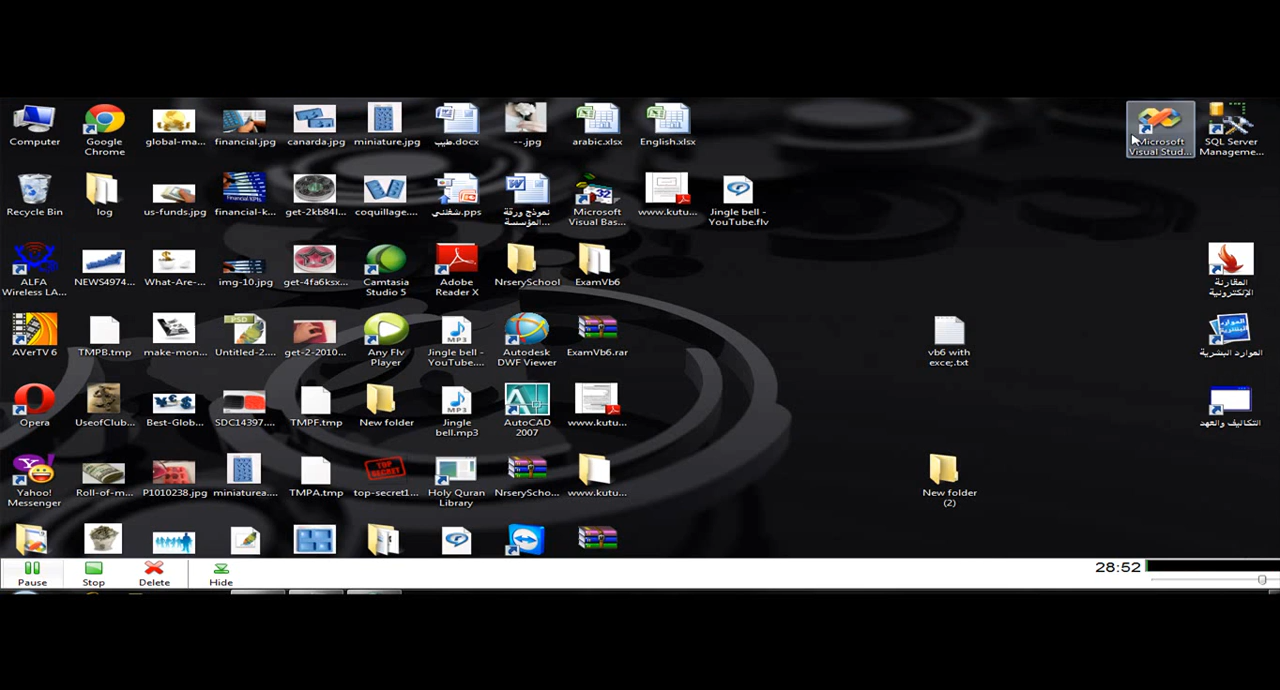 Computer
Google
Chrome
global-ma...
financial.jpg
canarda.jpg
miniature.jpg
طيب.docx
--.jpg
arabic.xlsx
English.xlsx
Microsoft
Visual Stud...
SQL Server
Manageme...
Recycle Bin
log
us-funds.jpg
financial-k...
get-2kb84l...
coquillage....
شغلني.pps
نموذج ورقة
المؤسسة...
Microsoft
Visual Bas...
www.kutu...
Jingle bell -
YouTube.flv
ALFA
Wireless LA...
NEWS4974...
What-Are-...
img-10.jpg
get-4fa6ksx...
Camtasia
Studio 5
Adobe
Reader X
NrserySchool
ExamVb6
المقارنة
الإلكترونية
AVerTV 6
TMPB.tmp
make-mon...
Untitled-2....
get-2-2010...
Any Flv
Player
Jingle bell -
YouTube....
Autodesk
DWF Viewer
ExamVb6.rar
vb6 with
exce;.txt
الموارد البشرية
Opera
UseofClub...
Best-Glob...
SDC14397....
TMPF.tmp
New folder
Jingle
bell.mp3
AutoCAD
2007
www.kutu...
التكاليف والعهد
Yahoo!
Messenger
Roll-of-m...
P1010238.jpg
miniaturea...
TMPA.tmp
TOP
SECRET
top-secret1...
Holy Quran
Library
NrseryScho...
www.kutu...
New folder
(2)
Pause
Stop
Delete
Hide
28:52